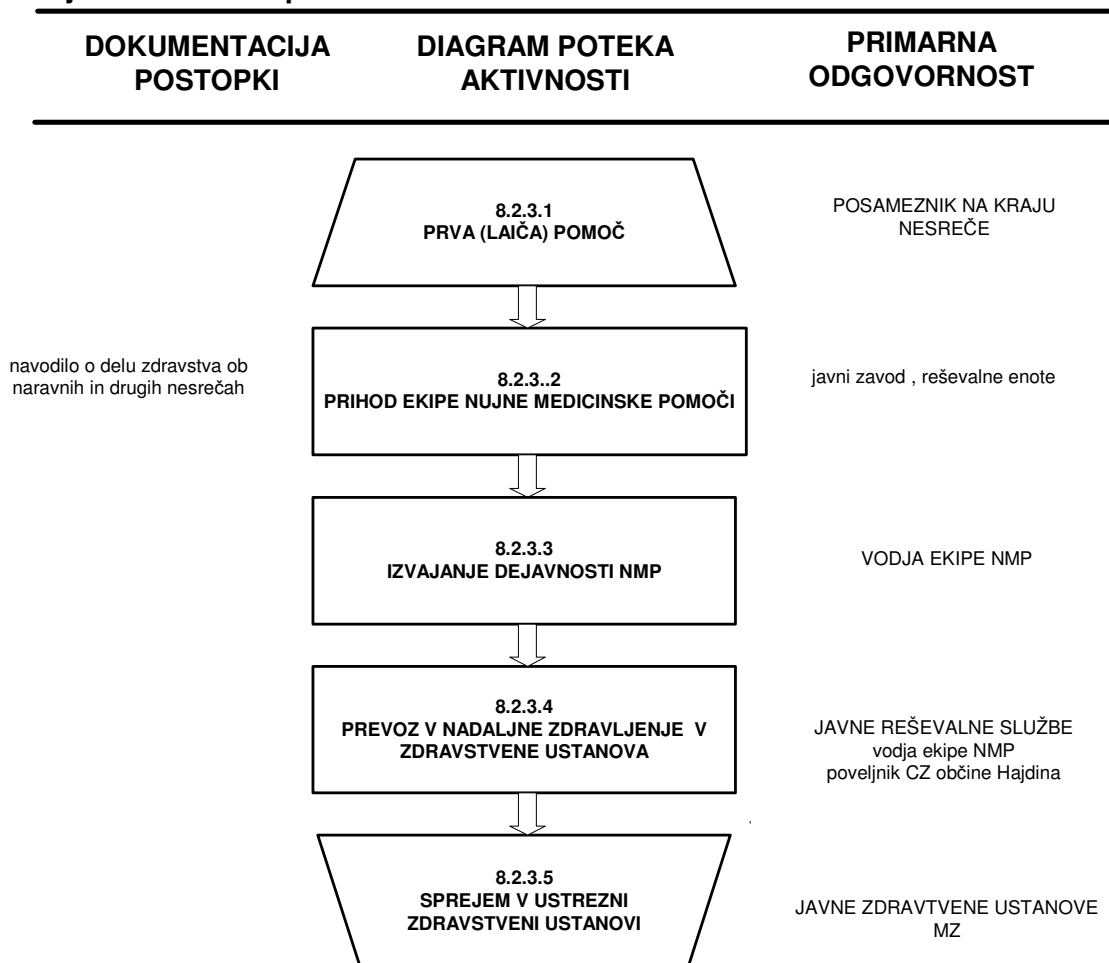 DOKUMENTACIJA
POSTOPKI
DIAGRAM POTEKA
AKTIVNOSTI
PRIMARNA
ODGOVORNOST
8.2.3.1
PRVA (LAIČA) POMOČ
POSAMEZNIK NA KRAJU
NESREČE
navodilo o delu zdravstva ob
naravnih in drugih nesrečah
8.2.3..2
PRIHOD EKIPE NUJNE MEDICINSKE POMOČI
javni zavod , reševalne enote
8.2.3.3
IZVAJANJE DEJAVNOSTI NMP
VODJA EKIPE NMP
8.2.3.4
PREVOZ V NADALJNE ZDRAVLJENJE V
ZDRAVSTVENE USTANOVA
JAVNE REŠEVALNE SLUŽBE
vodja ekipe NMP
poveljnik CZ občine Hajdina
8.2.3.5
SPREJEM V USTREZNI
ZDRAVSTVENI USTANOVI
JAVNE ZDRAVTVENE USTANOVE
MZ